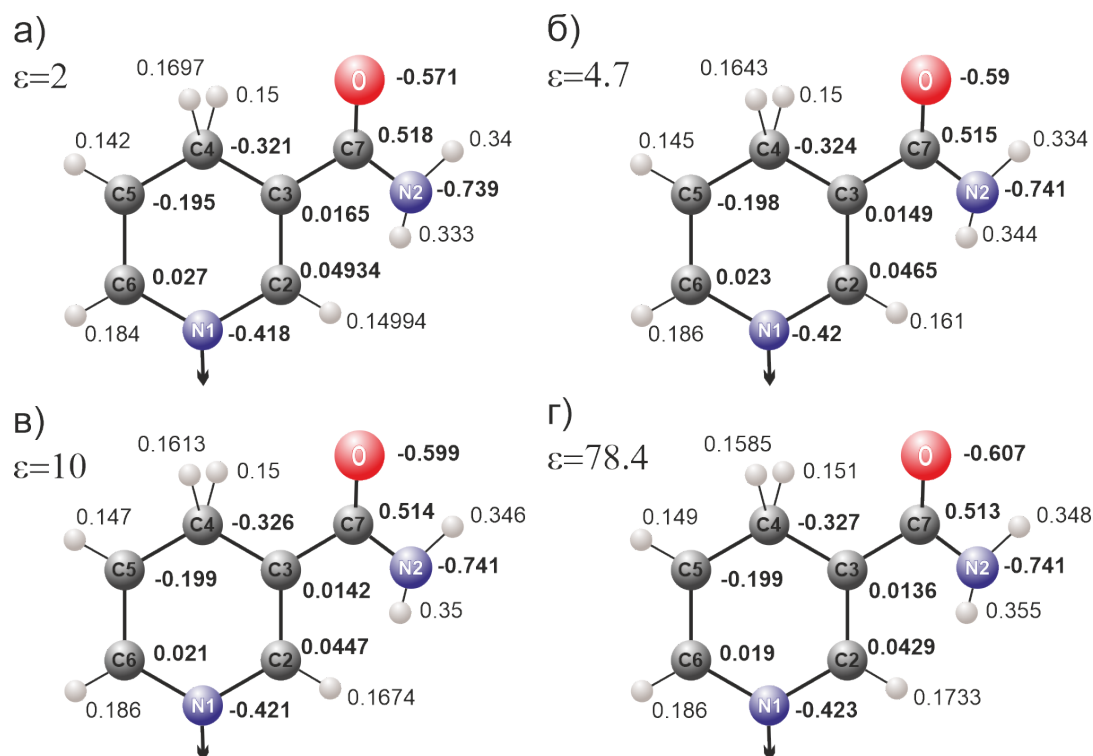 а)
ε=2
0.1697
0.15
O
-0.571
0.142
C4
-0.321
C7
0.518
0.34
C5
-0.195
C3
0.0165
N2
-0.739
0.333
C6
0.027
C2
0.04934
0.184
N1
-0.418
0.14994
б)
ε=4.7
0.1643
0.15
O
-0.59
0.145
C4
-0.324
C7
0.515
0.334
C5
-0.198
C3
0.0149
N2
-0.741
0.344
C6
0.023
C2
0.0465
0.186
N1
-0.42
0.161
в)
ε=10
0.1613
0.15
O
-0.599
0.147
C4
-0.326
C7
0.514
0.346
C5
-0.199
C3
0.0142
N2
-0.741
0.35
C6
0.021
C2
0.0447
0.186
N1
-0.421
0.1674
г)
ε=78.4
0.1585
0.151
O
-0.607
0.149
C4
-0.327
C7
0.513
0.348
C5
-0.199
C3
0.0136
N2
-0.741
0.355
C6
0.019
C2
0.0429
0.186
N1
-0.423
0.1733